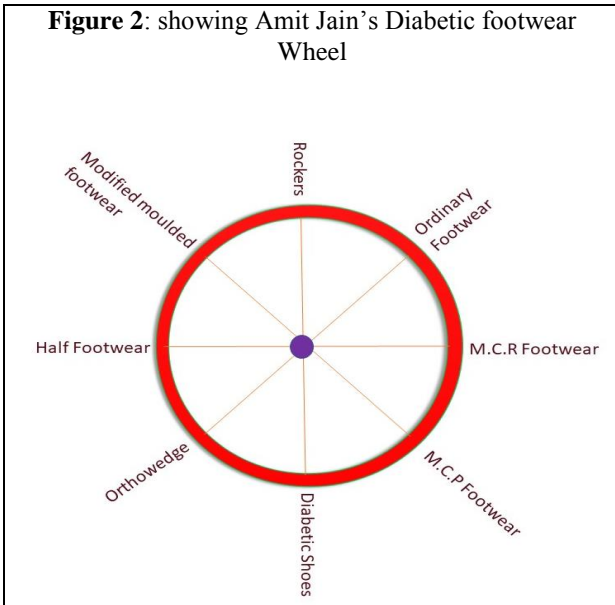 Figure 2: showing Amit Jain's Diabetic footwear
Wheel
Rockers
Ordinary
Footwear
M.C.R Footwear
M.C.P Footwear
Diabetic Shoes
Orthowedge
Half Footwear
Modified moulded
footwear